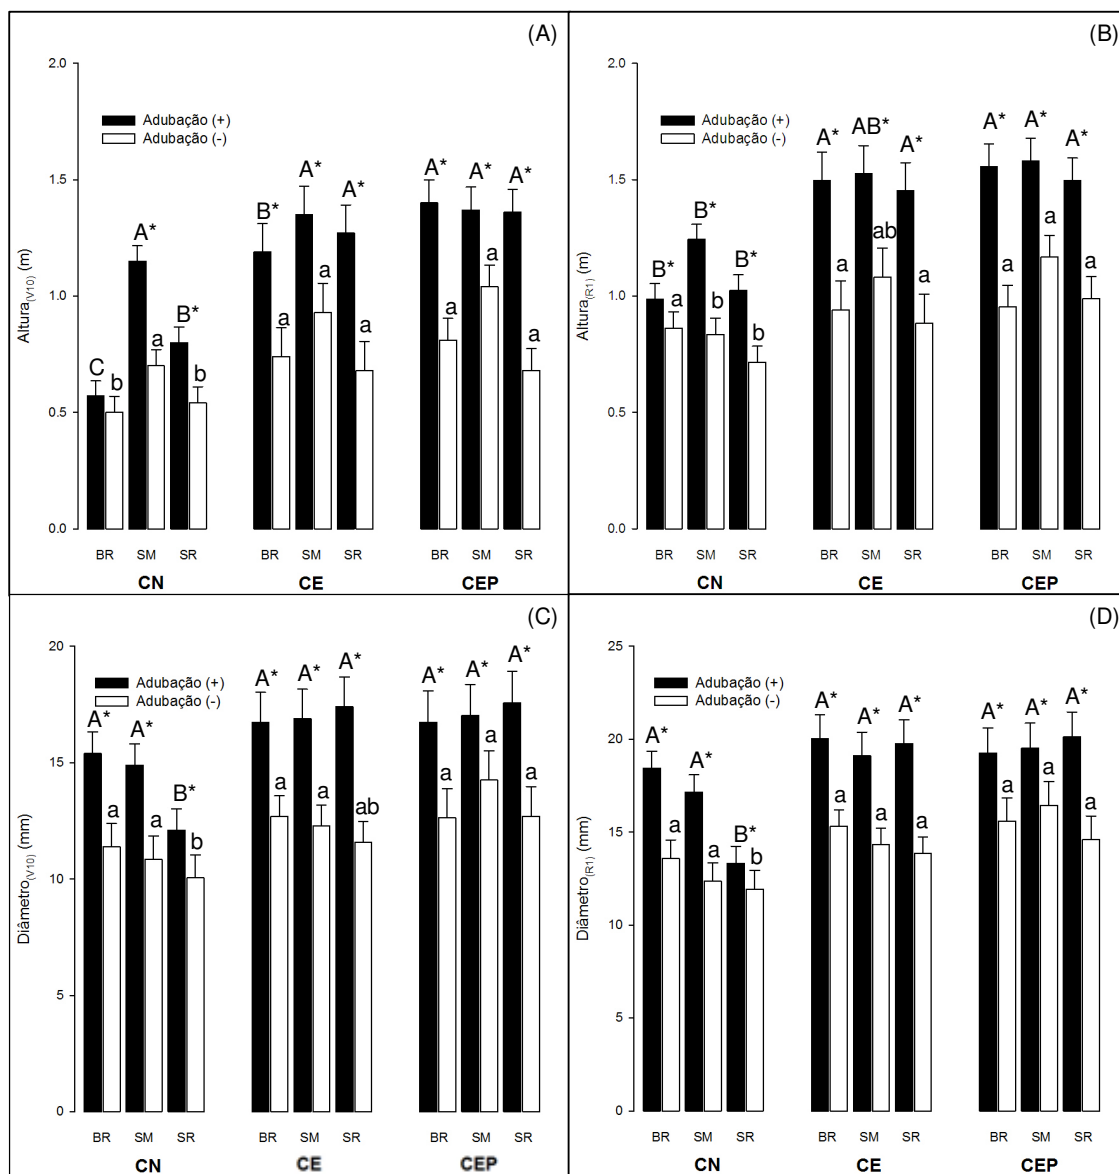 (A)
2.0
1.5
1.0
0.5
0.0
Altura(V10) (m)
Adubação (+)
Adubação (-)
C b A* a B* b
B* a A* a A* a
A* a A* a A* a
BR SM SR BR SM SR BR SM SR
CN CE CEP
(B)
2.0
1.5
1.0
0.5
0.0
Altura(R1) (m)
Adubação (+)
Adubação (-)
B* a B* b B* b
A* a AB* ab A* a
A* a A* a A* a
BR SM SR BR SM SR BR SM SR
CN CE CEP
(C)
20
15
10
5
0
Diâmetro(V10) (mm)
Adubação (+)
Adubação (-)
A* a A* a B* b
A* a A* a A* ab
A* a A* a A* a
BR SM SR BR SM SR BR SM SR
CN CE CEP
(D)
25
20
15
10
5
0
Diâmetro(R1) (mm)
Adubação (+)
Adubação (-)
A* a A* a B* b
A* a A* a A* a
A* a A* a A* a
BR SM SR BR SM SR BR SM SR
CN CE CEP